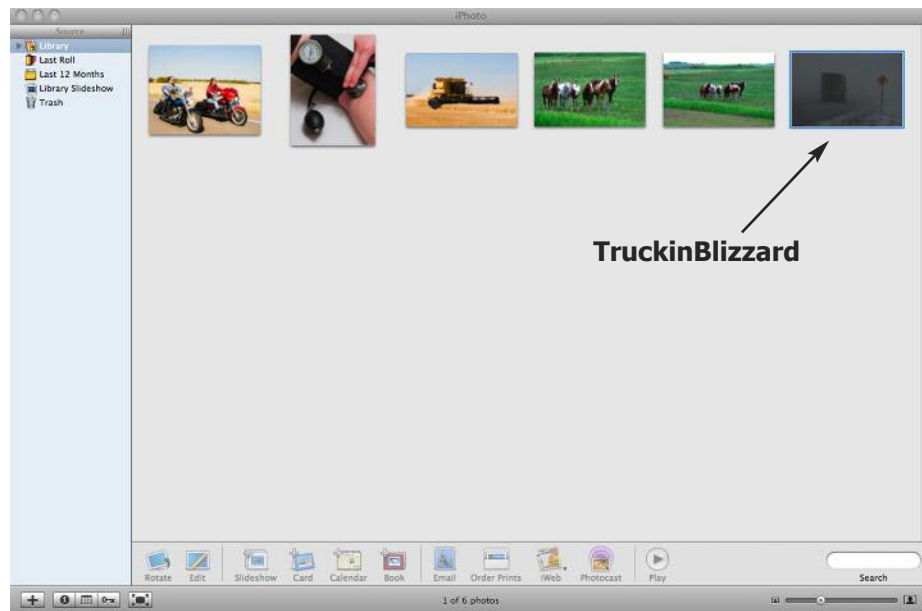 iPhoto
Source
Library
Last Roll
Last 12 Months
Library Slideshow
Trash
TruckinBlizzard
Rotate Edit Slideshow Card Calendar Book Email Order Prints iWeb Photocast Play Search
1 of 6 photos